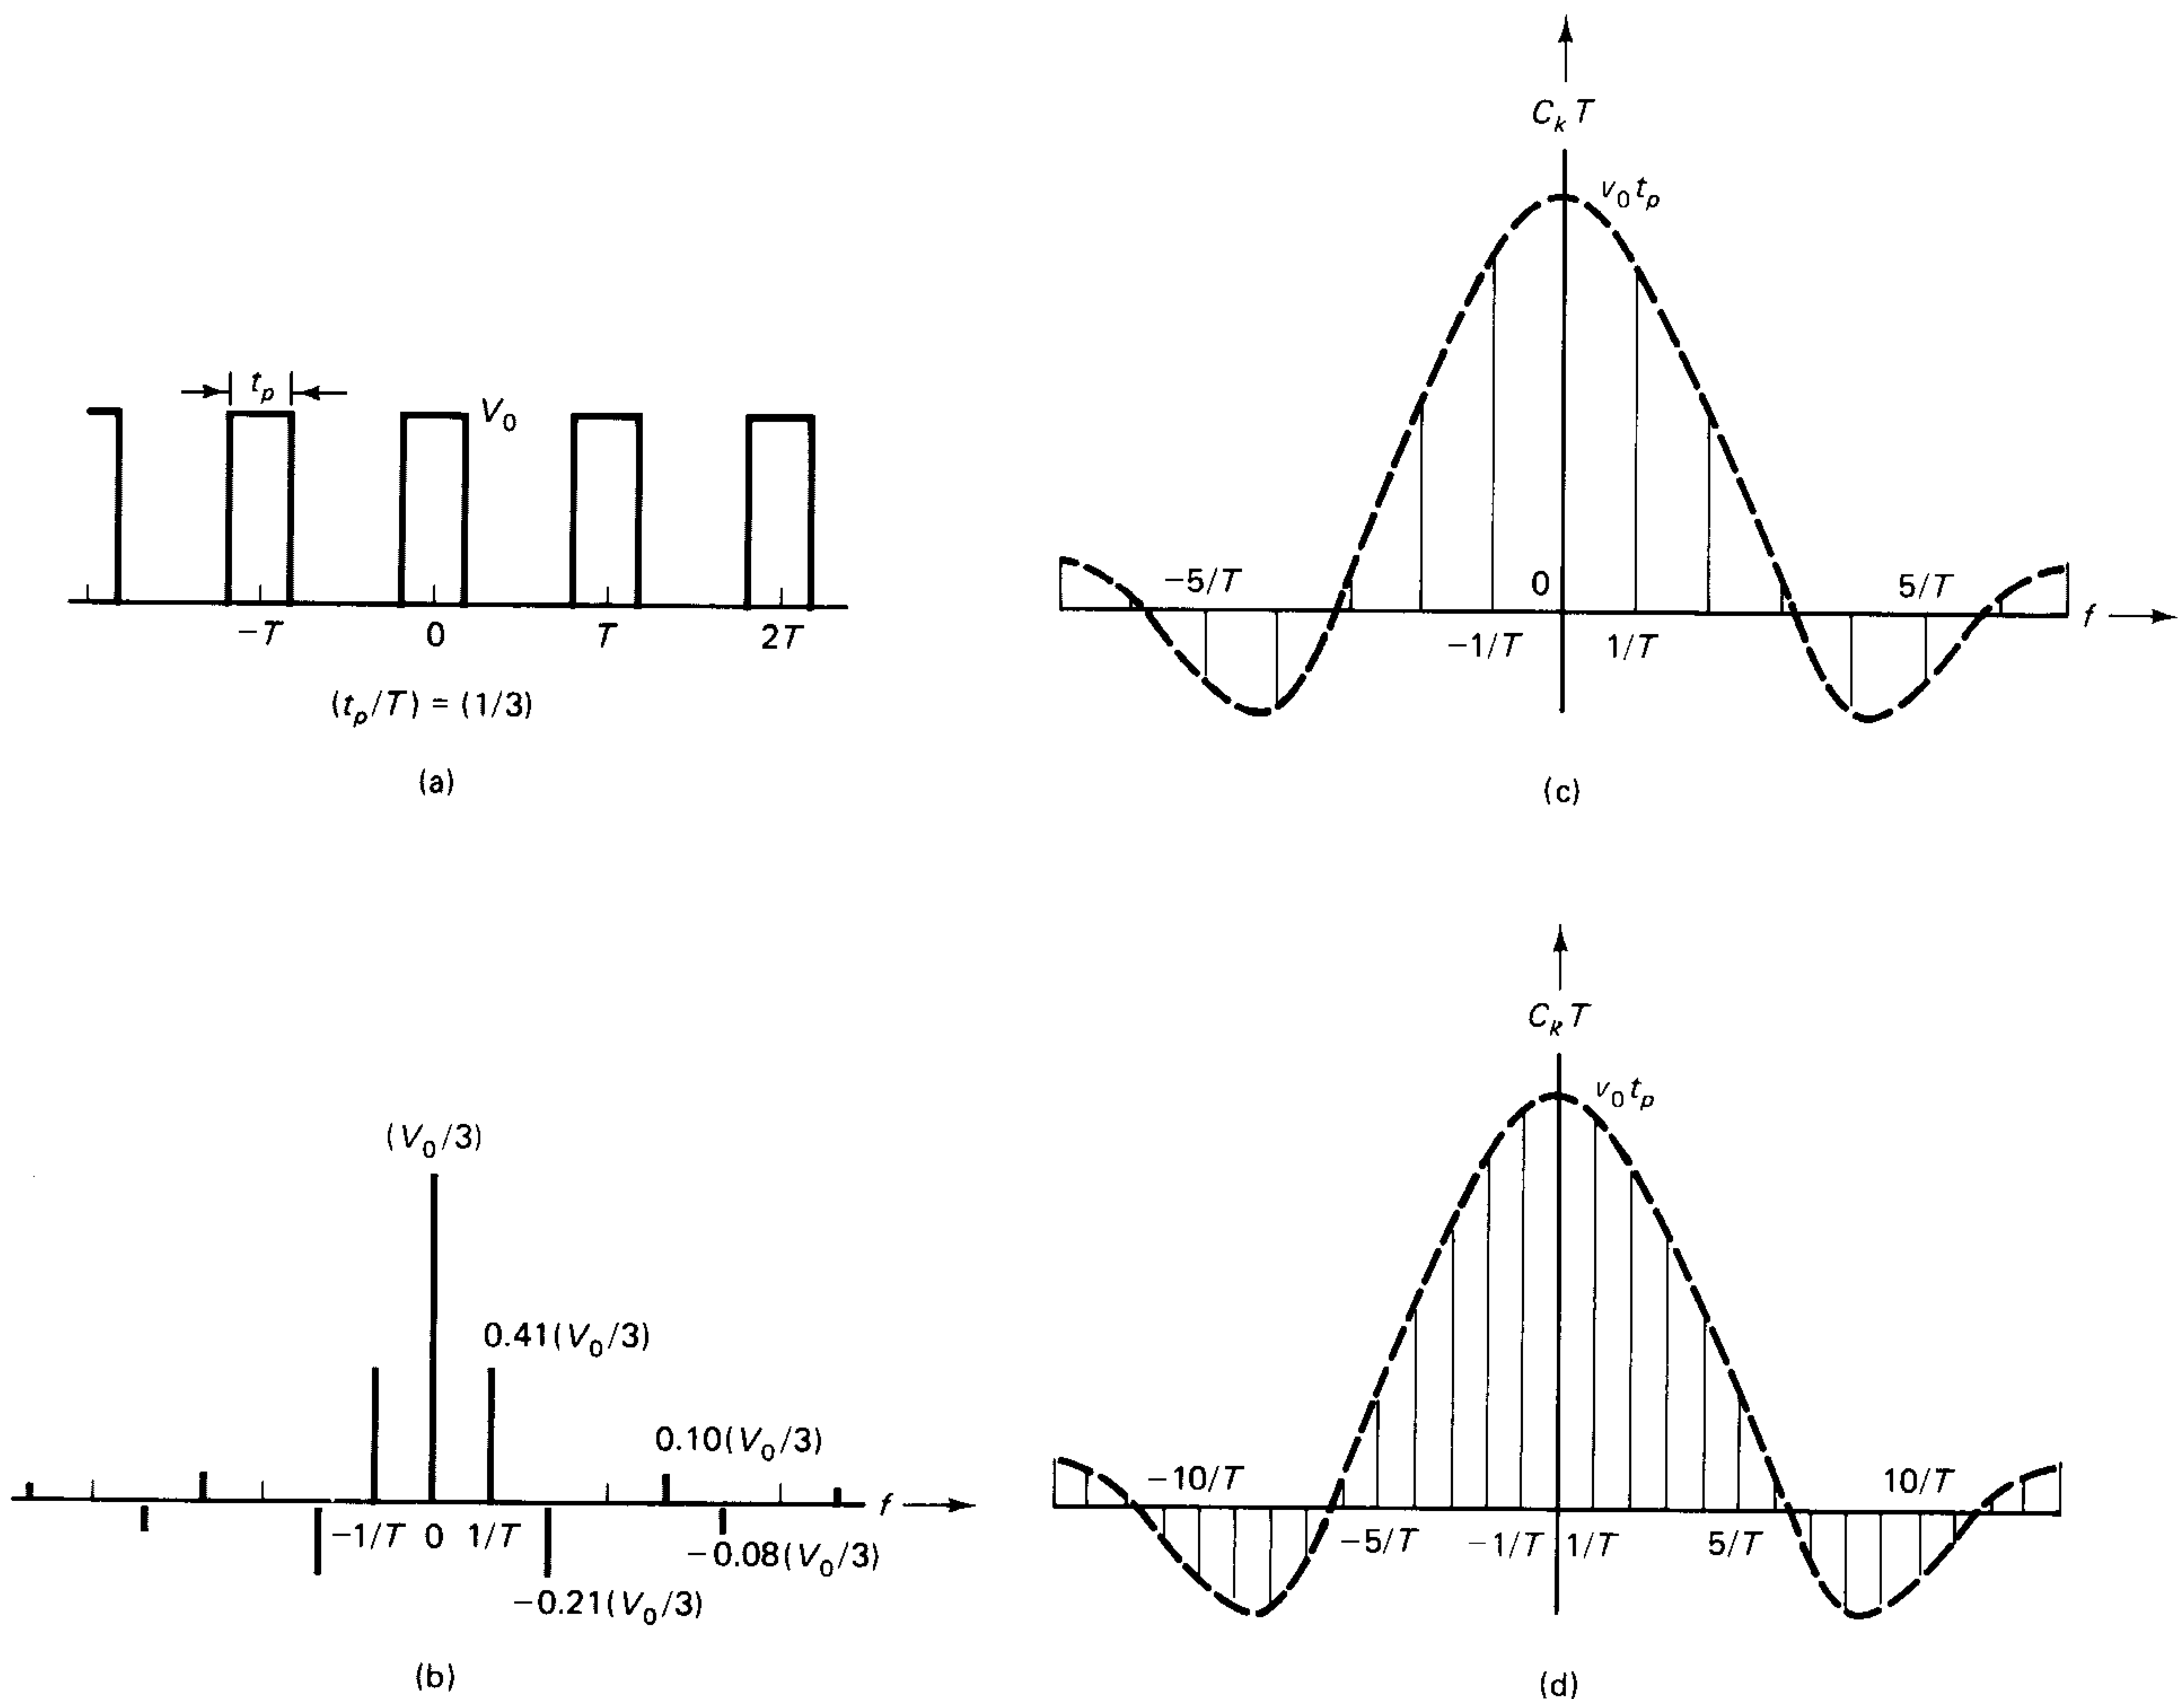 t_p
V_0
−T 0 T 2T
(t_p/T) = (1/3)
(a)
C_k T
v_0 t_p
−5/T 0 5/T
f
−1/T 1/T
(c)
(V_0/3)
0.41(V_0/3)
0.10(V_0/3)
f
−1/T 0 1/T
−0.08(V_0/3)
−0.21(V_0/3)
(b)
C_k T
v_0 t_p
−10/T 10/T
−5/T −1/T 1/T 5/T
(d)